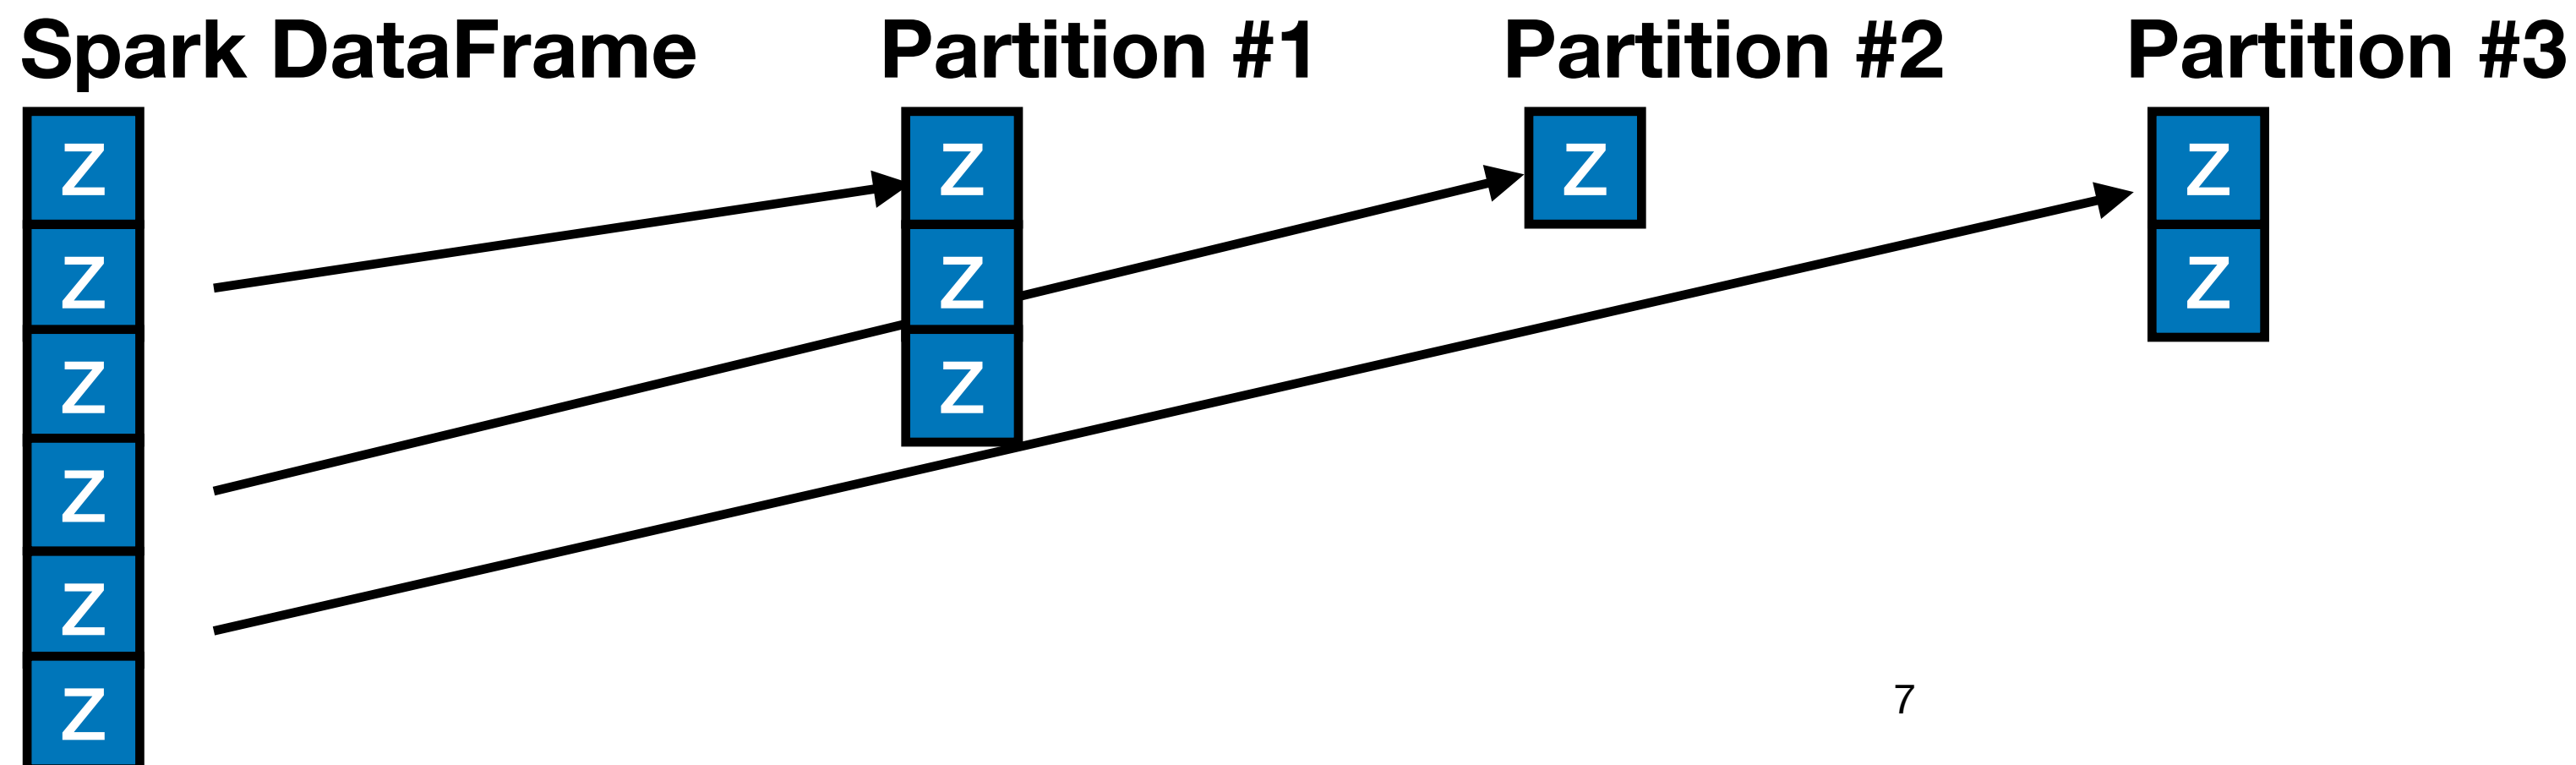 Spark DataFrame Partition #1 Partition #2 Partition #3
Z Z Z Z
Z Z Z
Z Z
Z
Z
Z
7